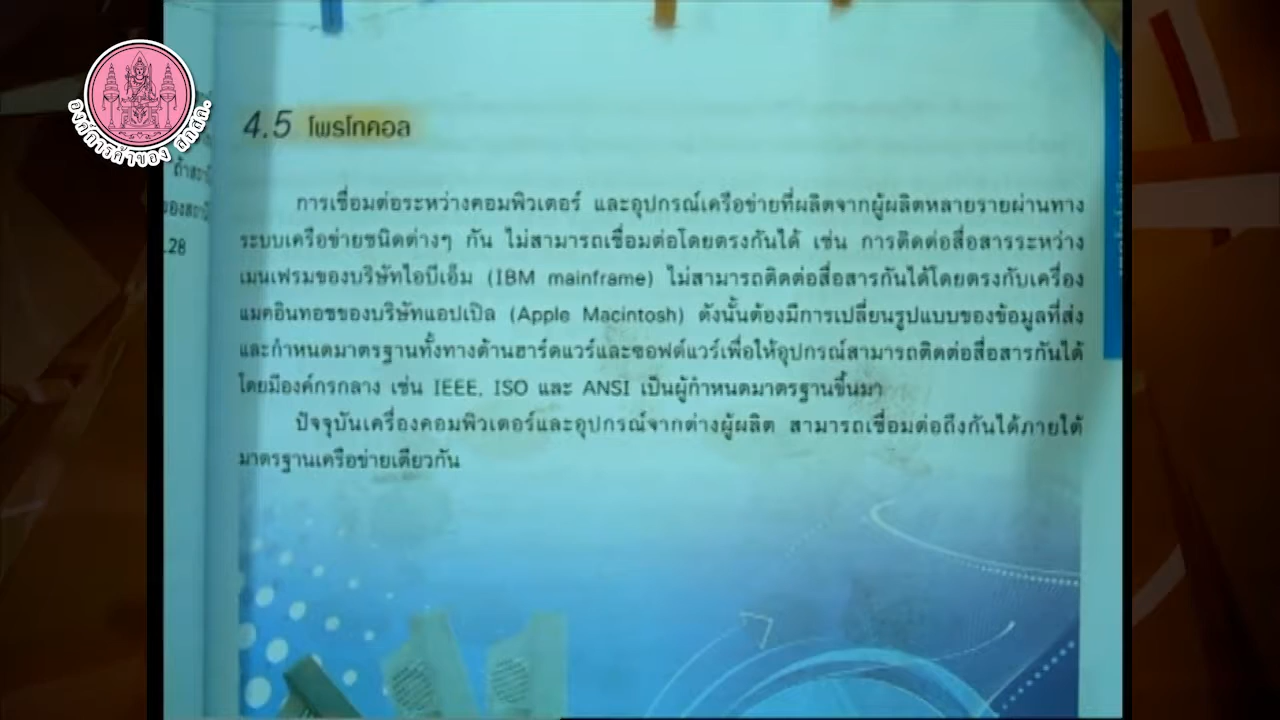 องค์การค้าของ สกสค.
4.5 โพรโทคอล
การเชื่อมต่อระหว่างคอมพิวเตอร์ และอุปกรณ์เครือข่ายที่ผลิตจากผู้ผลิตหลายรายผ่านทาง
ระบบเครือข่ายชนิดต่างๆ กัน ไม่สามารถเชื่อมต่อโดยตรงกันได้ เช่น การติดต่อสื่อสารระหว่าง
เมนเฟรมของบริษัทไอบีเอ็ม (IBM mainframe) ไม่สามารถติดต่อสื่อสารกันได้โดยตรงกับเครื่อง
แมคอินทอชของบริษัทแอปเปิล (Apple Macintosh) ดังนั้นต้องมีการเปลี่ยนรูปแบบของข้อมูลที่ส่ง
และกำหนดมาตรฐานทั้งทางด้านฮาร์ดแวร์และซอฟต์แวร์เพื่อให้อุปกรณ์สามารถติดต่อสื่อสารกันได้
โดยมีองค์กรกลาง เช่น IEEE, ISO และ ANSI เป็นผู้กำหนดมาตรฐานขึ้นมา
ปัจจุบันเครื่องคอมพิวเตอร์และอุปกรณ์จากต่างผู้ผลิต สามารถเชื่อมต่อถึงกันได้ภายใต้
มาตรฐานเครือข่ายเดียวกัน